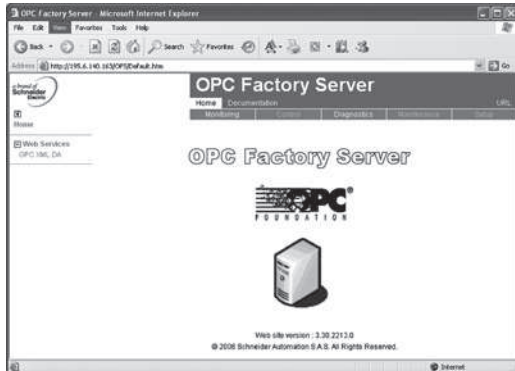 OPC Factory Server - Microsoft Internet Explorer
File Edit View Favorites Tools Help
Back Search Favorites
Address http://195.6.140.163/OFS/Default.htm Go
a brand of
Schneider
Electric
OPC Factory Server
Home Documentation URL
Monitoring Control Diagnostics Maintenance Setup
Home
Web Services
OPC XML DA
OPC Factory Server
OPC®
FOUNDATION
Web site version : 3.30.2213.0
© 2008 Schneider Automation S.A.S. All Rights Reserved.
Internet